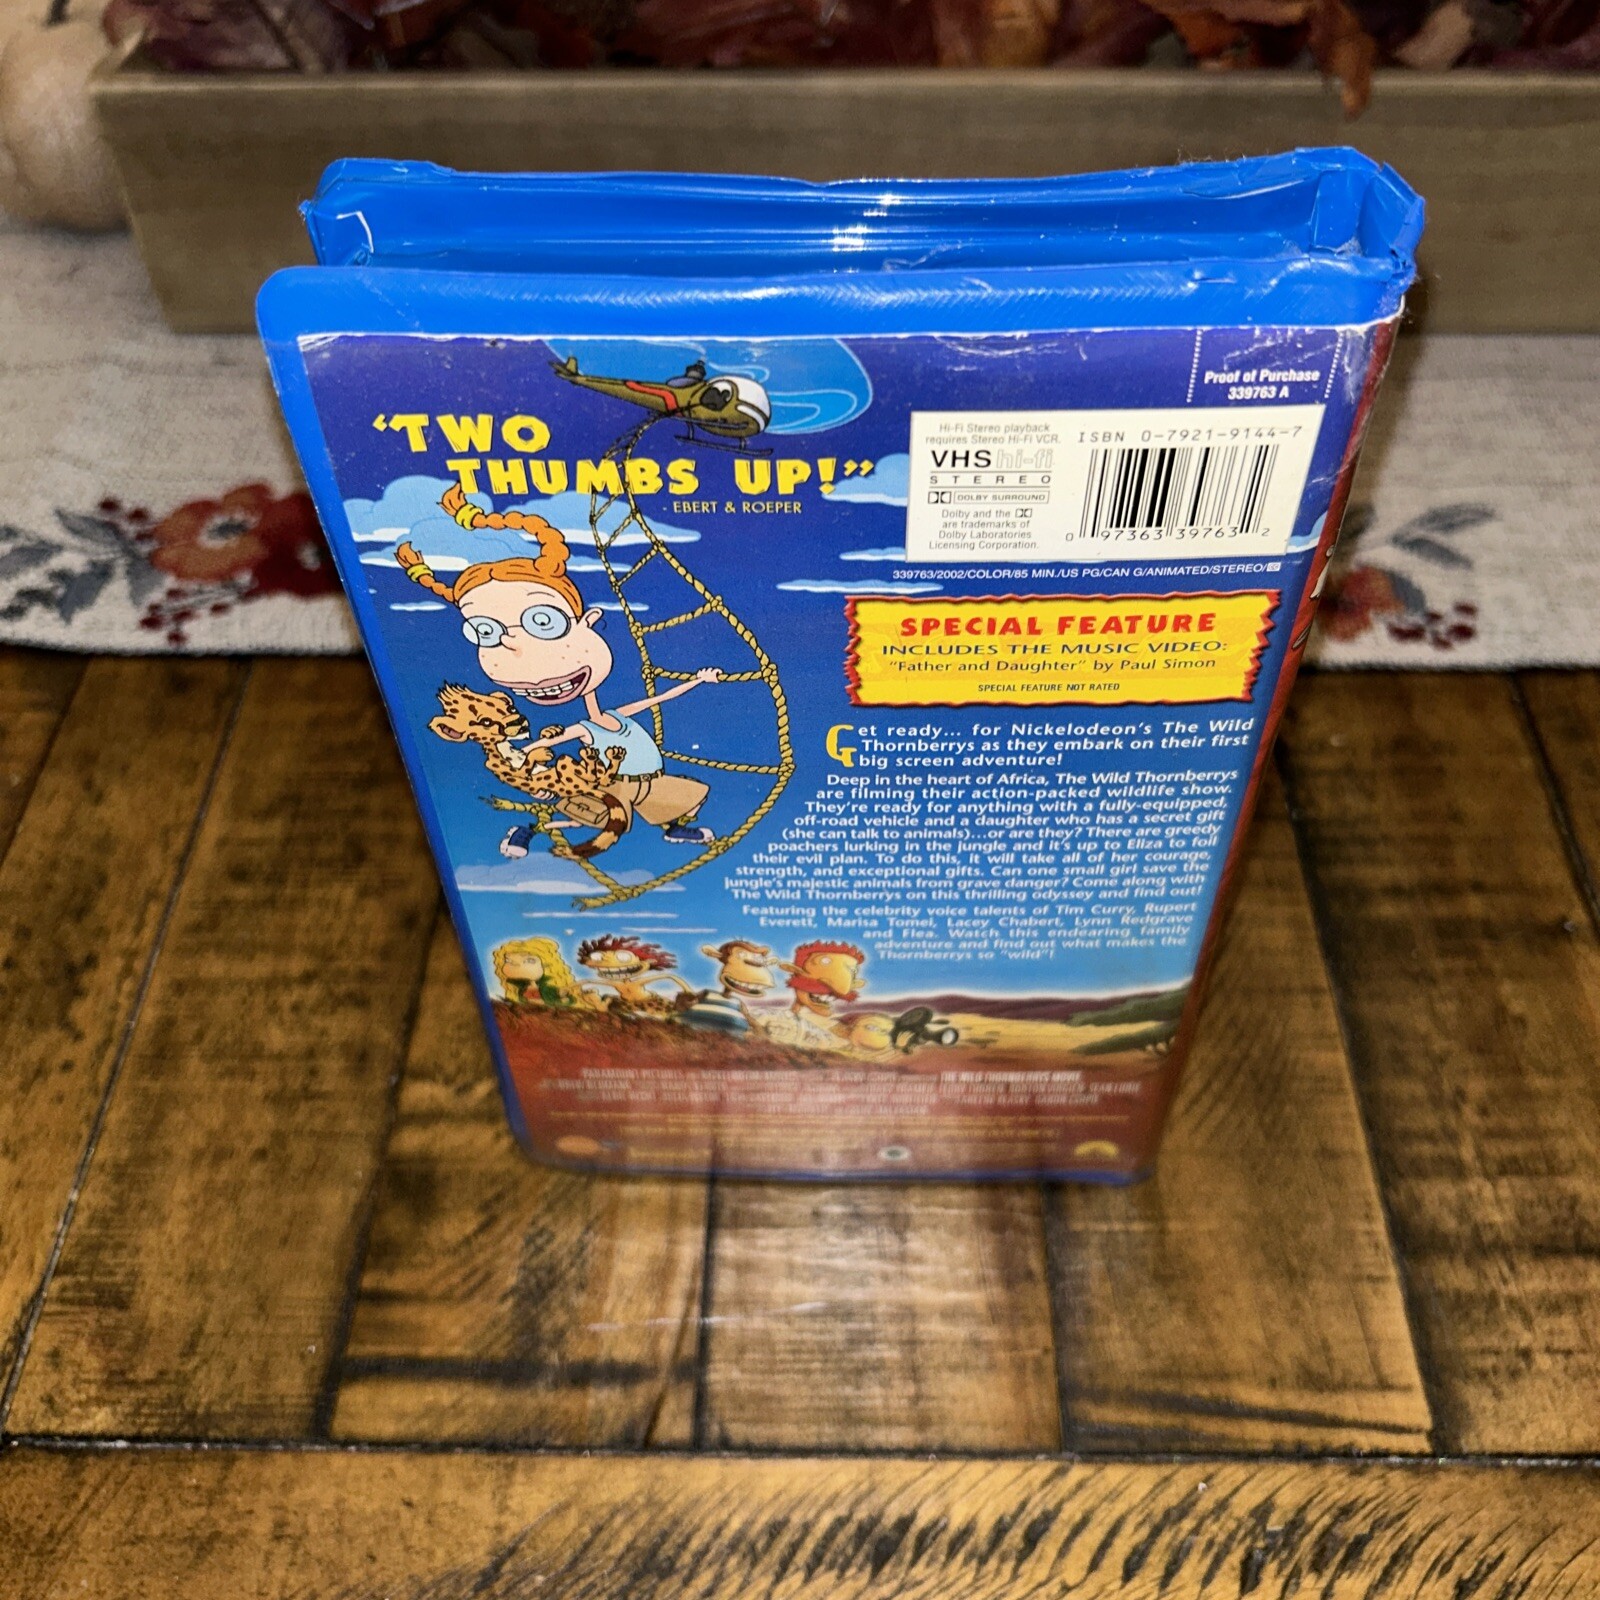 Proof of Purchase
339763 A
"TWO
THUMBS UP!"
- EBERT & ROEPER
Hi-Fi Stereo playback
requires Stereo Hi-Fi VCR.
VHS hi-fi
STEREO
DOLBY SURROUND
Dolby and the
are trademarks of
Dolby Laboratories
Licensing Corporation.
ISBN 0-7921-9144-7
0 97363 39763 2
339763/2002/COLOR/85 MIN./US PG/CAN G/ANIMATED/STEREO/
SPECIAL FEATURE
INCLUDES THE MUSIC VIDEO:
"Father and Daughter" by Paul Simon
SPECIAL FEATURE NOT RATED
Get ready... for Nickelodeon's The Wild
Thornberrys as they embark on their first
big screen adventure!
Deep in the heart of Africa, The Wild Thornberrys
are filming their action-packed wildlife show.
They're ready for anything with a fully-equipped,
off-road vehicle and a daughter who has a secret gift
(she can talk to animals)...or are they? There are greedy
poachers lurking in the jungle and it's up to Eliza to foil
their evil plan. To do this, it will take all of her courage,
strength, and exceptional gifts. Can one small girl save the
jungle's majestic animals from grave danger? Come along with
The Wild Thornberrys on this thrilling odyssey and find out!
Featuring the celebrity voice talents of Tim Curry, Rupert
Everett, Marisa Tomei, Lacey Chabert, Lynn Redgrave
and Flea. Watch this endearing family
adventure and find out what makes the
Thornberrys so "wild"!
PARAMOUNT PICTURES THE WILD THORNBERRYS MOVIE